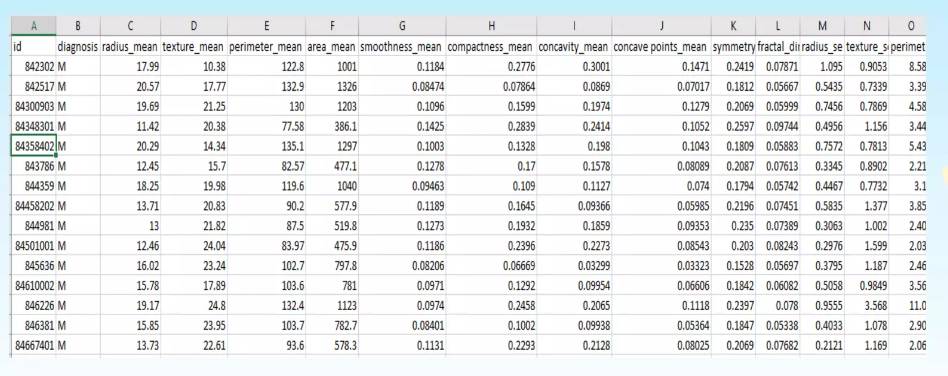 A B C D E F G H I J K L M N O
id diagnosis radius_mean texture_mean perimeter_mean area_mean smoothness_mean compactness_mean concavity_mean concave points_mean symmetry fractal_di radius_se texture_s perimet
842302 M 17.99 10.38 122.8 1001 0.1184 0.2776 0.3001 0.1471 0.2419 0.07871 1.095 0.9053 8.58
842517 M 20.57 17.77 132.9 1326 0.08474 0.07864 0.0869 0.07017 0.1812 0.05667 0.5435 0.7339 3.39
84300903 M 19.69 21.25 130 1203 0.1096 0.1599 0.1974 0.1279 0.2069 0.05999 0.7456 0.7869 4.58
84348301 M 11.42 20.38 77.58 386.1 0.1425 0.2839 0.2414 0.1052 0.2597 0.09744 0.4956 1.156 3.44
84358402 M 20.29 14.34 135.1 1297 0.1003 0.1328 0.198 0.1043 0.1809 0.05883 0.7572 0.7813 5.43
843786 M 12.45 15.7 82.57 477.1 0.1278 0.17 0.1578 0.08089 0.2087 0.07613 0.3345 0.8902 2.21
844359 M 18.25 19.98 119.6 1040 0.09463 0.109 0.1127 0.074 0.1794 0.05742 0.4467 0.7732 3.1
84458202 M 13.71 20.83 90.2 577.9 0.1189 0.1645 0.09366 0.05985 0.2196 0.07451 0.5835 1.377 3.85
844981 M 13 21.82 87.5 519.8 0.1273 0.1932 0.1859 0.09353 0.235 0.07389 0.3063 1.002 2.40
84501001 M 12.46 24.04 83.97 475.9 0.1186 0.2396 0.2273 0.08543 0.203 0.08243 0.2976 1.599 2.03
845636 M 16.02 23.24 102.7 797.8 0.08206 0.06669 0.03299 0.03323 0.1528 0.05697 0.3795 1.187 2.46
84610002 M 15.78 17.89 103.6 781 0.0971 0.1292 0.09954 0.06606 0.1842 0.06082 0.5058 0.9849 3.56
846226 M 19.17 24.8 132.4 1123 0.0974 0.2458 0.2065 0.1118 0.2397 0.078 0.9555 3.568 11.0
846381 M 15.85 23.95 103.7 782.7 0.08401 0.1002 0.09938 0.05364 0.1847 0.05338 0.4033 1.078 2.90
84667401 M 13.73 22.61 93.6 578.3 0.1131 0.2293 0.2128 0.08025 0.2069 0.07682 0.2121 1.169 2.06